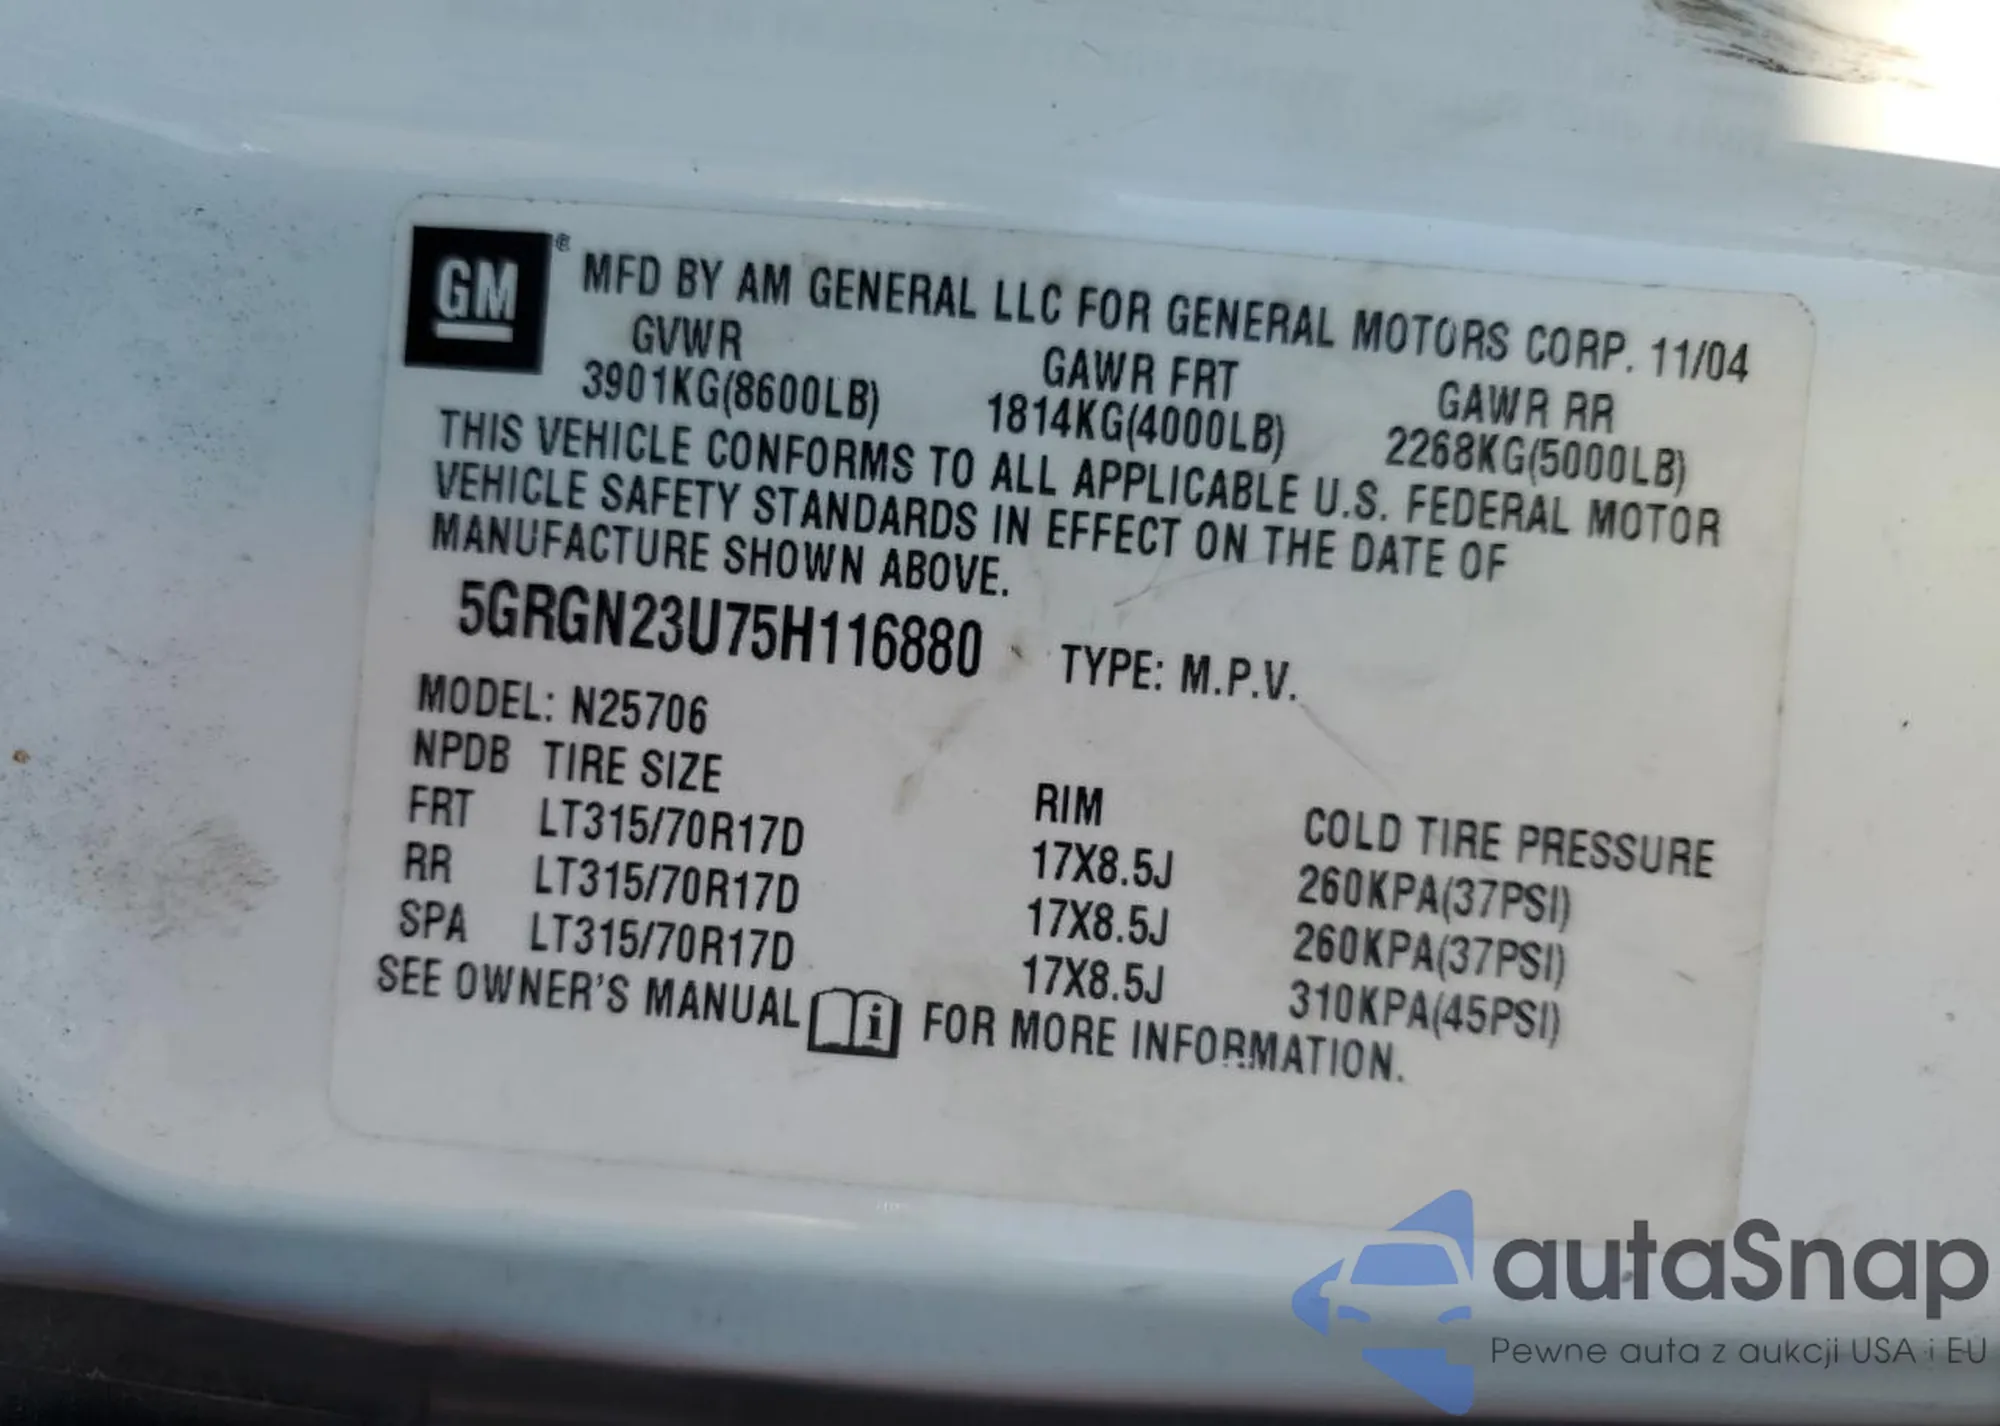 GM ® MFD BY AM GENERAL LLC FOR GENERAL MOTORS CORP. 11/04
GVWR GAWR FRT GAWR RR
3901KG(8600LB) 1814KG(4000LB) 2268KG(5000LB)
THIS VEHICLE CONFORMS TO ALL APPLICABLE U.S. FEDERAL MOTOR
VEHICLE SAFETY STANDARDS IN EFFECT ON THE DATE OF
MANUFACTURE SHOWN ABOVE.
5GRGN23U75H116880 TYPE: M.P.V.
MODEL: N25706
NPDB TIRE SIZE RIM COLD TIRE PRESSURE
FRT LT315/70R17D 17X8.5J 260KPA(37PSI)
RR LT315/70R17D 17X8.5J 260KPA(37PSI)
SPA LT315/70R17D 17X8.5J 310KPA(45PSI)
SEE OWNER'S MANUAL i FOR MORE INFORMATION.
autaSnap
Pewne auta z aukcji USA i EU